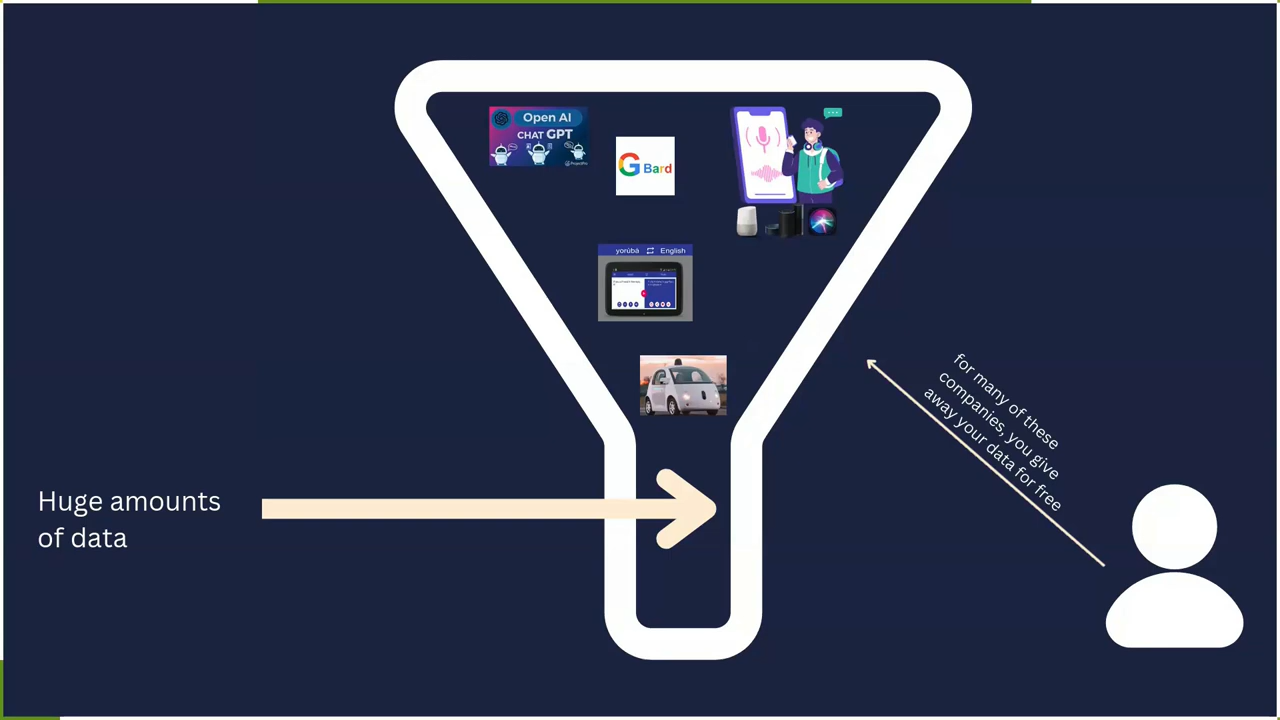 Open AI
CHAT GPT
ProjectPro
G Bard
yorùbá English
for many of these
companies, you give
away your data for free
Huge amounts
of data